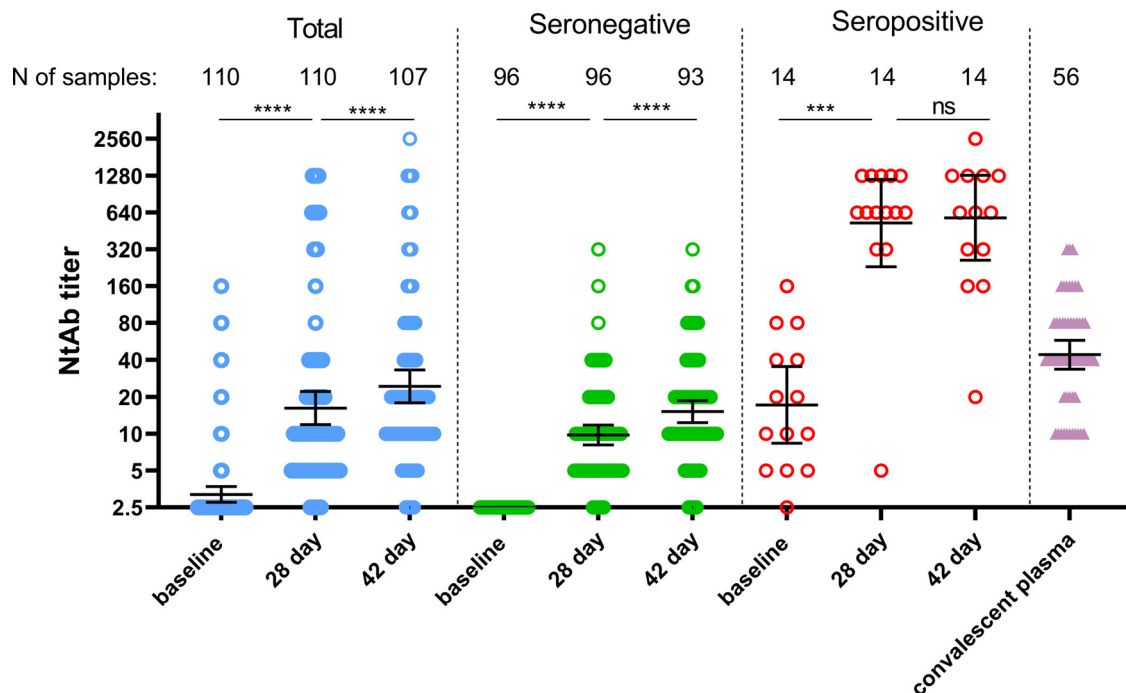 Total Seronegative Seropositive
N of samples: 110 110 107 96 96 93 14 14 14 56
**** **** **** **** *** ns
NtAb titer
2560
1280
640
320
160
80
40
20
10
5
2.5
baseline 28 day 42 day baseline 28 day 42 day baseline 28 day 42 day convalescent plasma